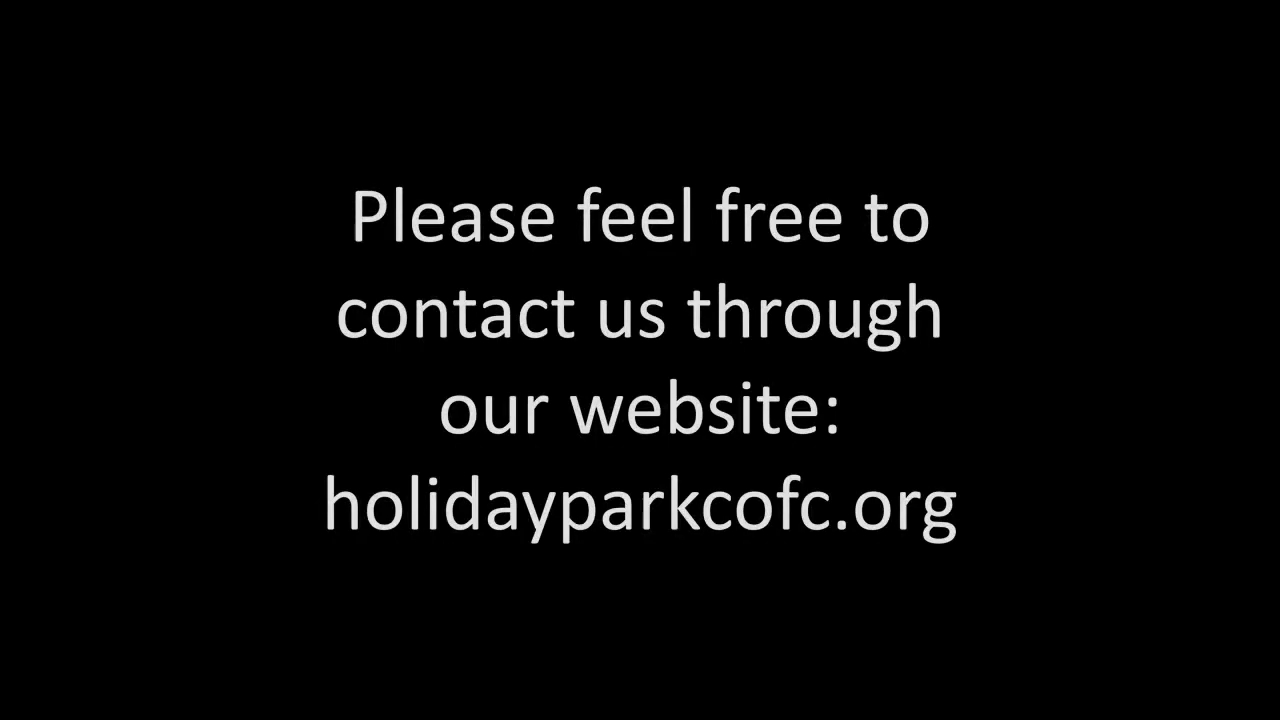 Please feel free to
contact us through
our website:
holidayparkcofc.org